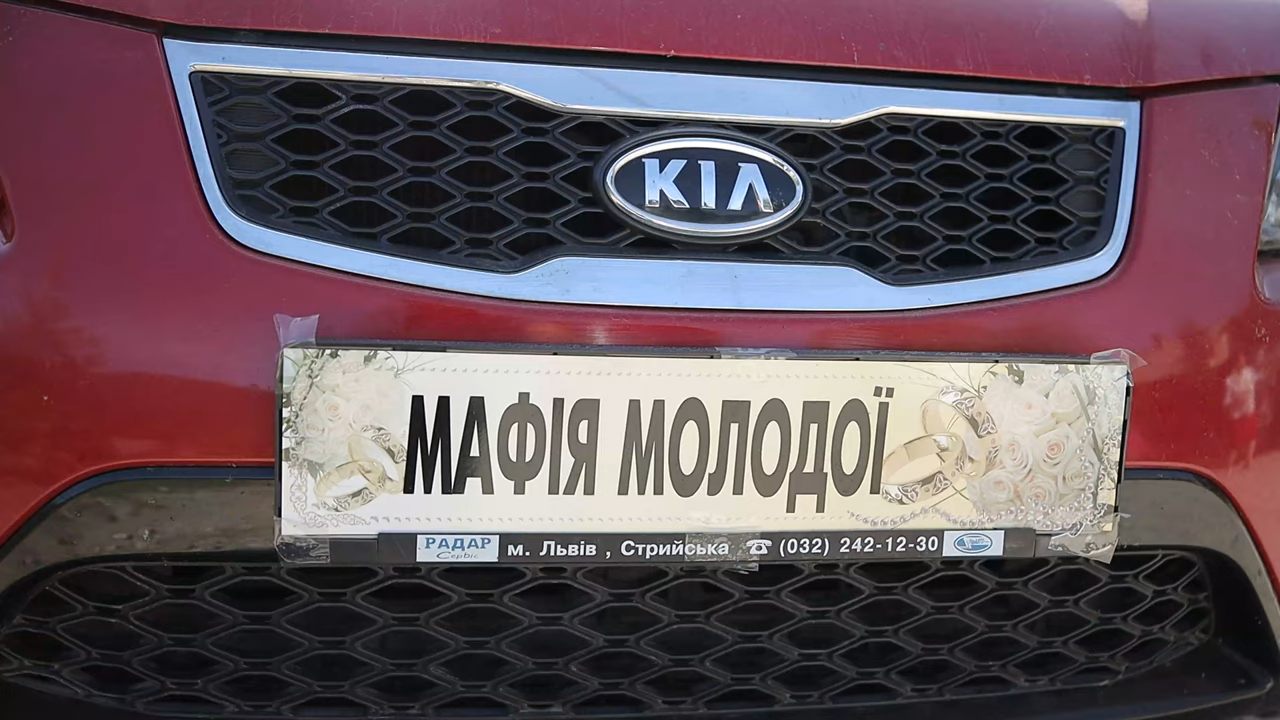 KIA
МАФІЯ МОЛОДОЇ
РАДАР Сервіс м. Львів , Стрийська ☎ (032) 242-12-30